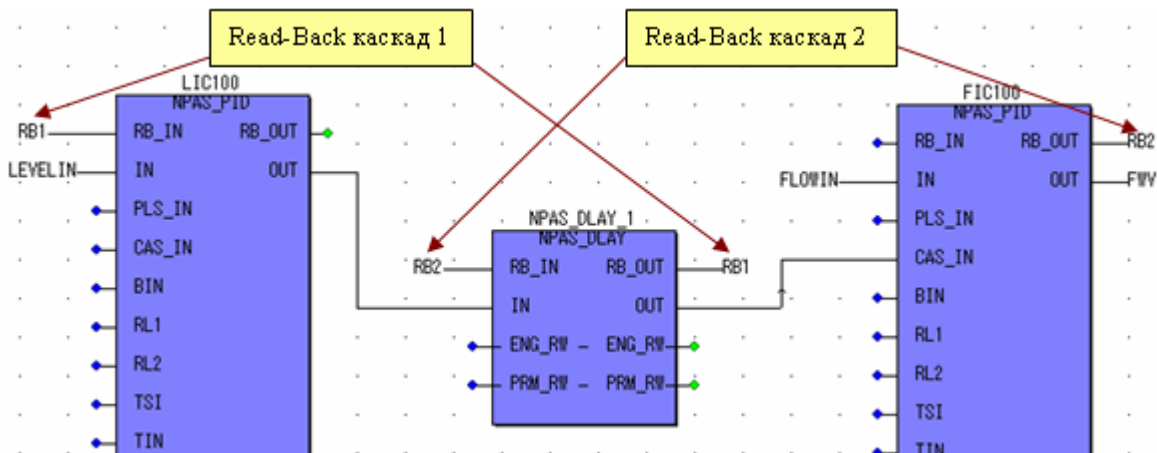 Read-Back каскад 1
Read-Back каскад 2
LIC100
NPAS_PID
RB1
RB_IN
RB_OUT
LEVELIN
IN
OUT
PLS_IN
CAS_IN
BIN
RL1
RL2
TSI
TIN
NPAS_DLAY_1
NPAS_DLAY
RB2
RB_IN
RB_OUT
RB1
IN
OUT
ENG_RW - ENG_RW
PRM_RW - PRM_RW
FIC100
NPAS_PID
RB_IN
RB_OUT
RB2
FLOWIN
IN
OUT
FWV
PLS_IN
CAS_IN
BIN
RL1
RL2
TSI
TIN